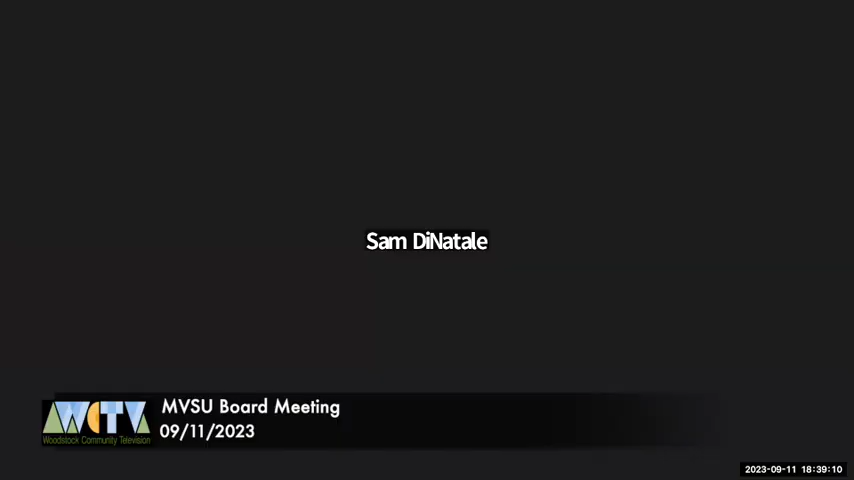 Sam DiNatale
MVSU Board Meeting
09/11/2023
WCTV
Woodstock Community Television
2023-09-11 18:39:10